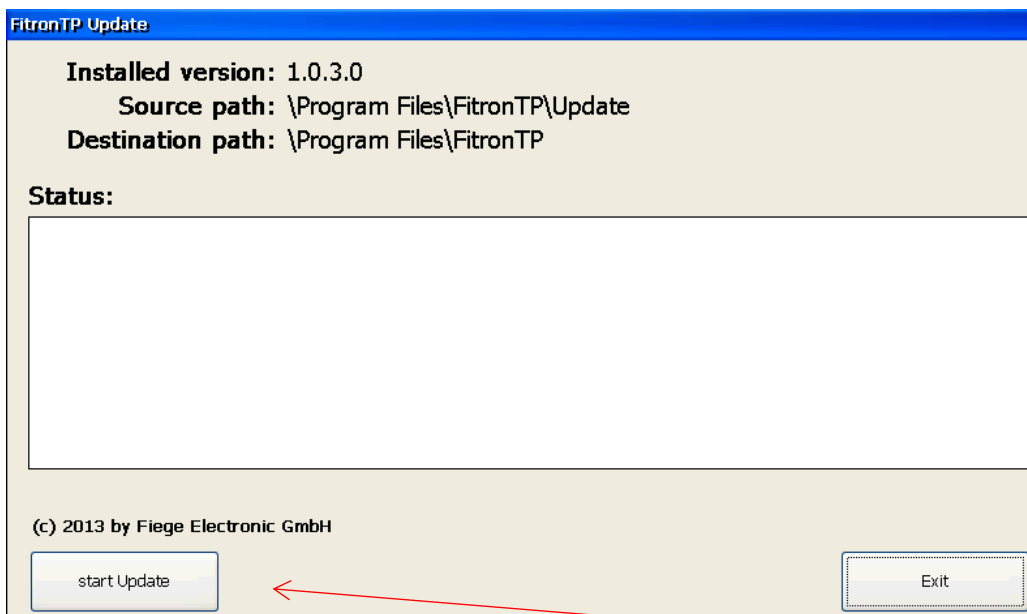 FitronTP Update
Installed version: 1.0.3.0
Source path: \Program Files\FitronTP\Update
Destination path: \Program Files\FitronTP
Status:
(c) 2013 by Fiege Electronic GmbH
start Update
Exit